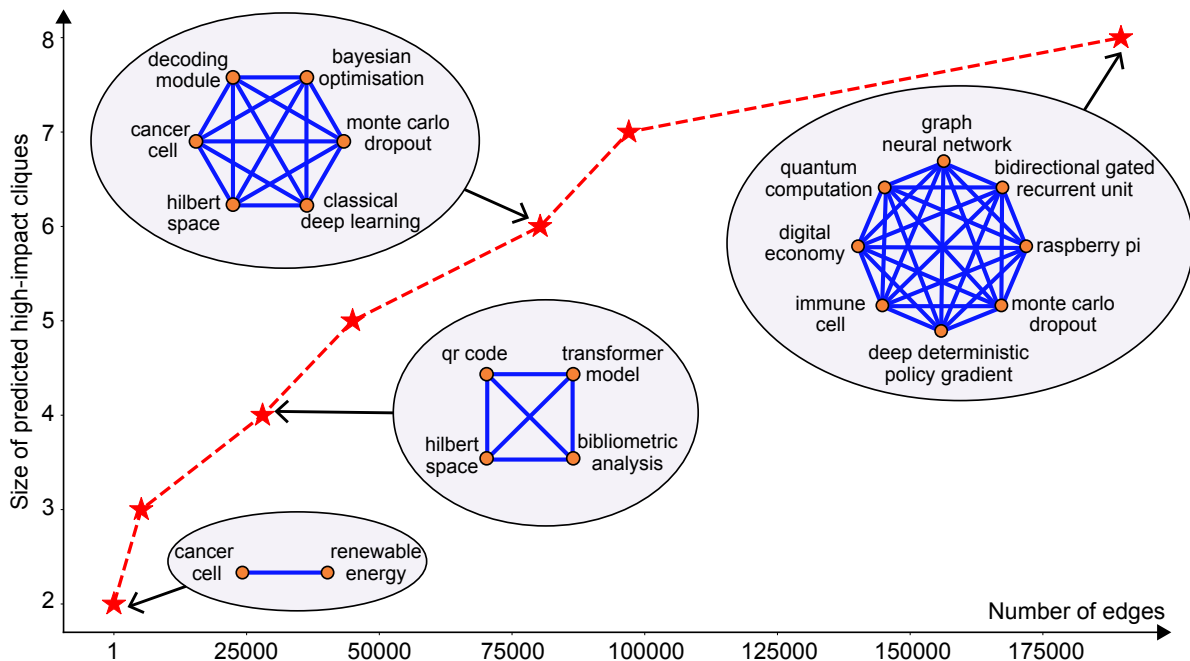 Size of predicted high-impact cliques
8
7
6
5
4
3
2
decoding
module
bayesian
optimisation
cancer
cell
monte carlo
dropout
hilbert
space
classical
deep learning
graph
neural network
quantum
computation
bidirectional gated
recurrent unit
digital
economy
raspberry pi
immune
cell
monte carlo
dropout
deep deterministic
policy gradient
qr code
transformer
model
hilbert
space
bibliometric
analysis
cancer
cell
renewable
energy
Number of edges
1
25000
50000
75000
100000
125000
150000
175000